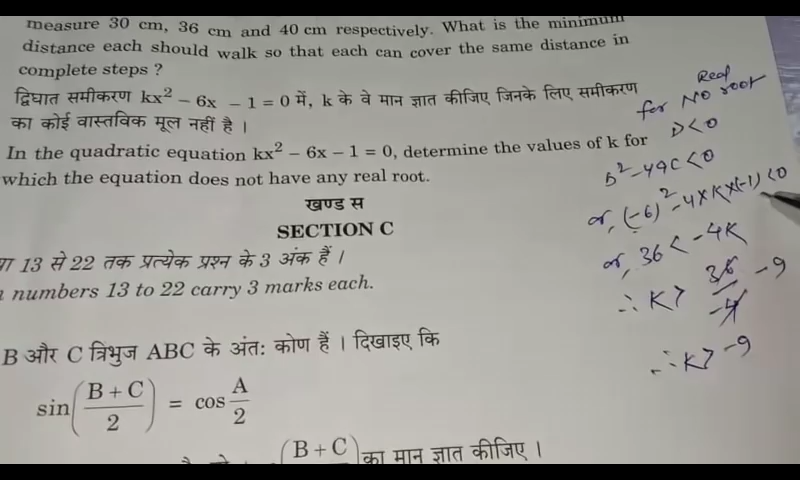 measure 30 cm, 36 cm and 40 cm respectively. What is the minimum
distance each should walk so that each can cover the same distance in
complete steps ?
द्विघात समीकरण kx² – 6x – 1 = 0 में, k के वे मान ज्ञात कीजिए जिनके लिए समीकरण
का कोई वास्तविक मूल नहीं है ।
In the quadratic equation kx² – 6x – 1 = 0, determine the values of k for
which the equation does not have any real root.
खण्ड स
SECTION C
13 से 22 तक प्रत्येक प्रश्न के 3 अंक हैं ।
numbers 13 to 22 carry 3 marks each.
B और C त्रिभुज ABC के अंतः कोण हैं । दिखाइए कि
sin((B + C)/2) = cos A/2
(B + C का मान ज्ञात कीजिए ।
Real
for NO root
D < 0
b² - 4ac < 0
or, (-6)² - 4 × K × (-1) < 0
or, 36 < -4K
∴ K > 36/-4 -9
∴ K > -9